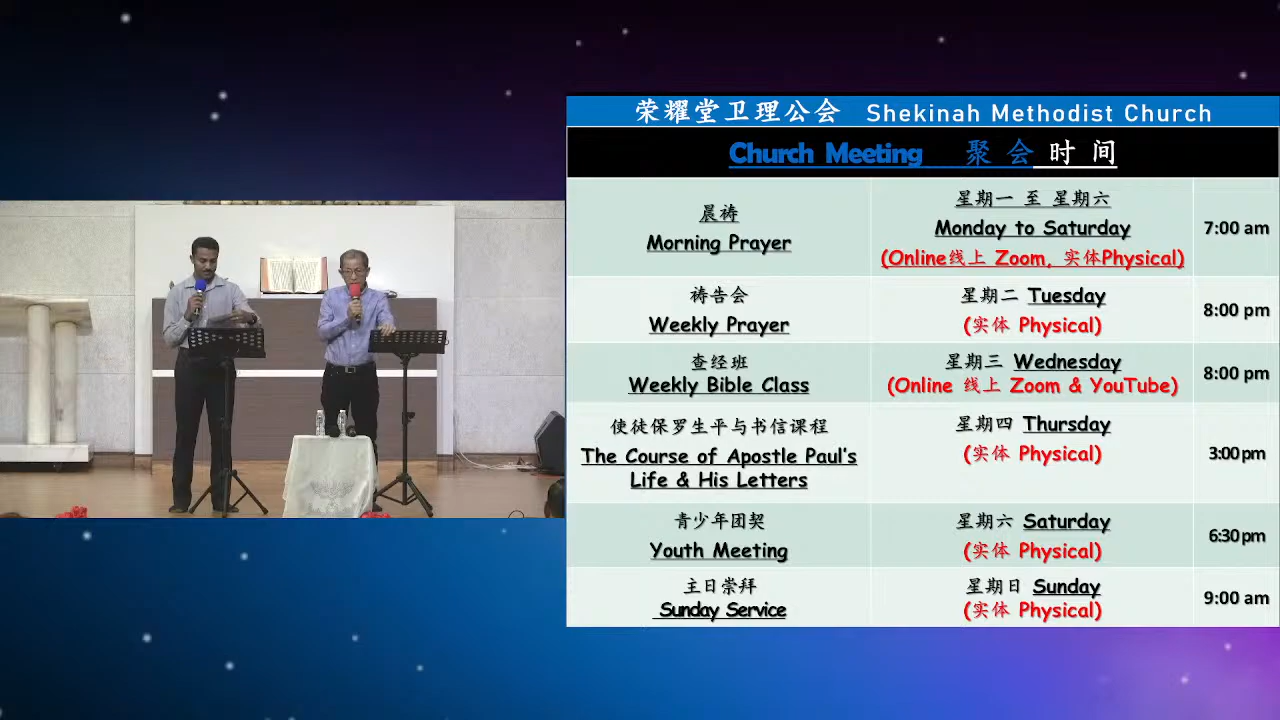 荣耀堂卫理公会 Shekinah Methodist Church
Church Meeting 聚 会 时 间
晨祷
Morning Prayer
星期一 至 星期六
Monday to Saturday
(Online线上 Zoom, 实体Physical)
7:00 am
祷告会
Weekly Prayer
星期二 Tuesday
(实体 Physical)
8:00 pm
查经班
Weekly Bible Class
星期三 Wednesday
(Online 线上 Zoom & YouTube)
8:00 pm
使徒保罗生平与书信课程
The Course of Apostle Paul's
Life & His Letters
星期四 Thursday
(实体 Physical)
3:00 pm
青少年团契
Youth Meeting
星期六 Saturday
(实体 Physical)
6:30 pm
主日崇拜
Sunday Service
星期日 Sunday
(实体 Physical)
9:00 am